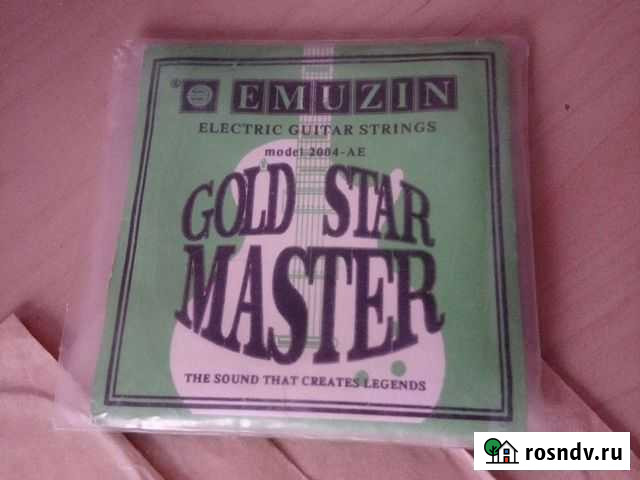 EMUZIN
ELECTRIC GUITAR STRINGS
model 2004-AE
GOLD STAR
MASTER
THE SOUND THAT CREATES LEGENDS
rosndv.ru